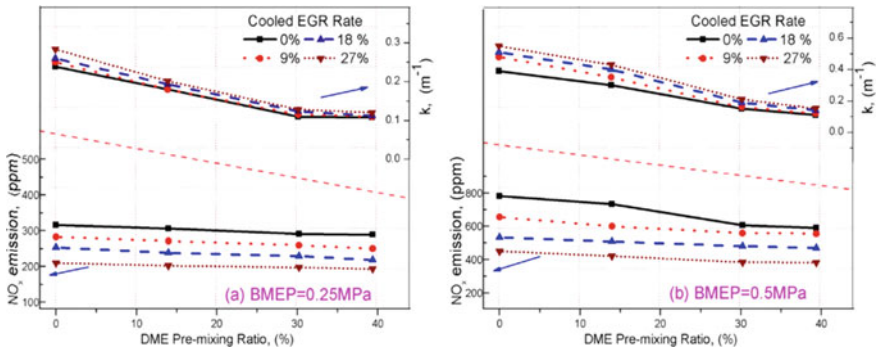 Cooled EGR Rate
0% 18 %
9% 27%
0.3
0.2
0.1
0.0
k, (m-1)
500
400
300
200
100
NOx emission, (ppm)
(a) BMEP=0.25MPa
0 10 20 30 40
DME Pre-mixing Ratio, (%)
Cooled EGR Rate
0% 18 %
9% 27%
0.6
0.4
0.2
0.0
k, (m-1)
800
600
400
200
NOx emission, (ppm)
(b) BMEP=0.5MPa
0 10 20 30 40
DME Pre-mixing Ratio, (%)